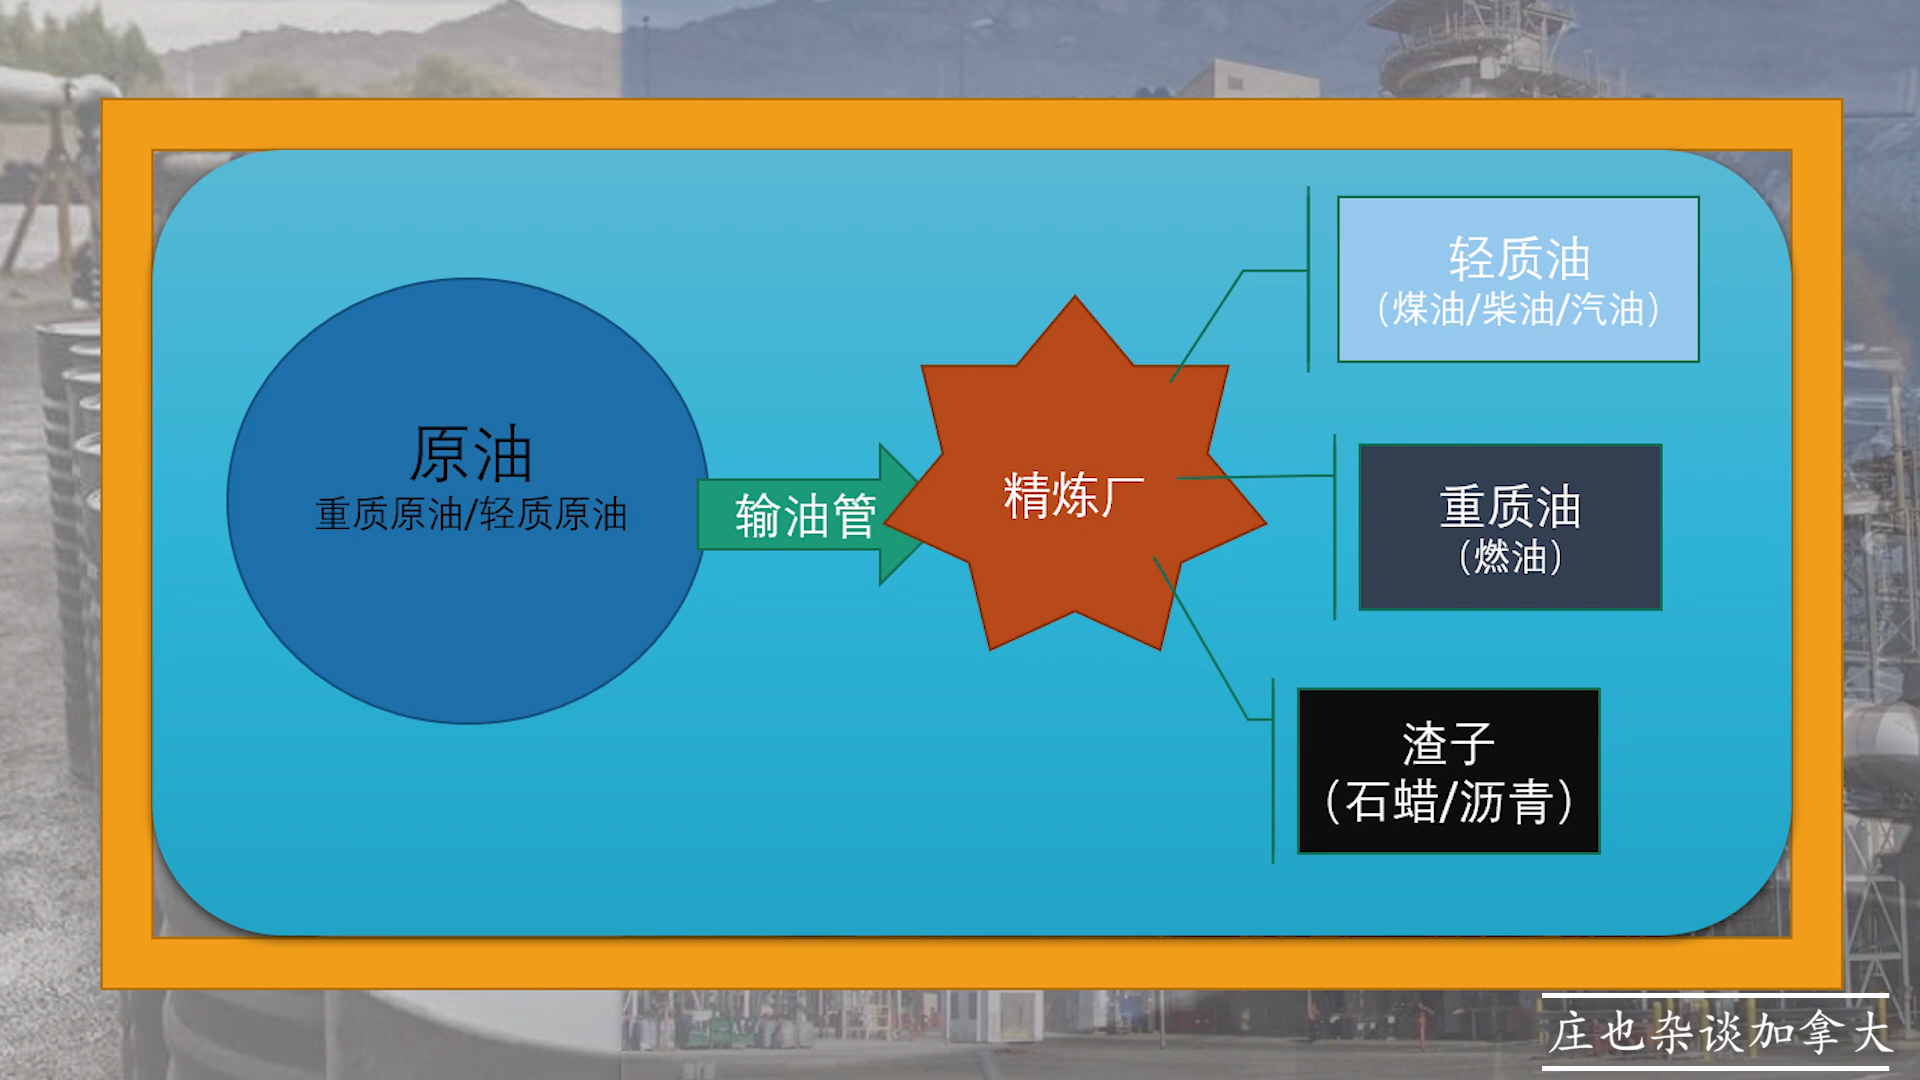 原油
重质原油/轻质原油
输油管
精炼厂
轻质油
（煤油/柴油/汽油）
重质油
（燃油）
渣子
（石蜡/沥青）
庄也杂谈加拿大